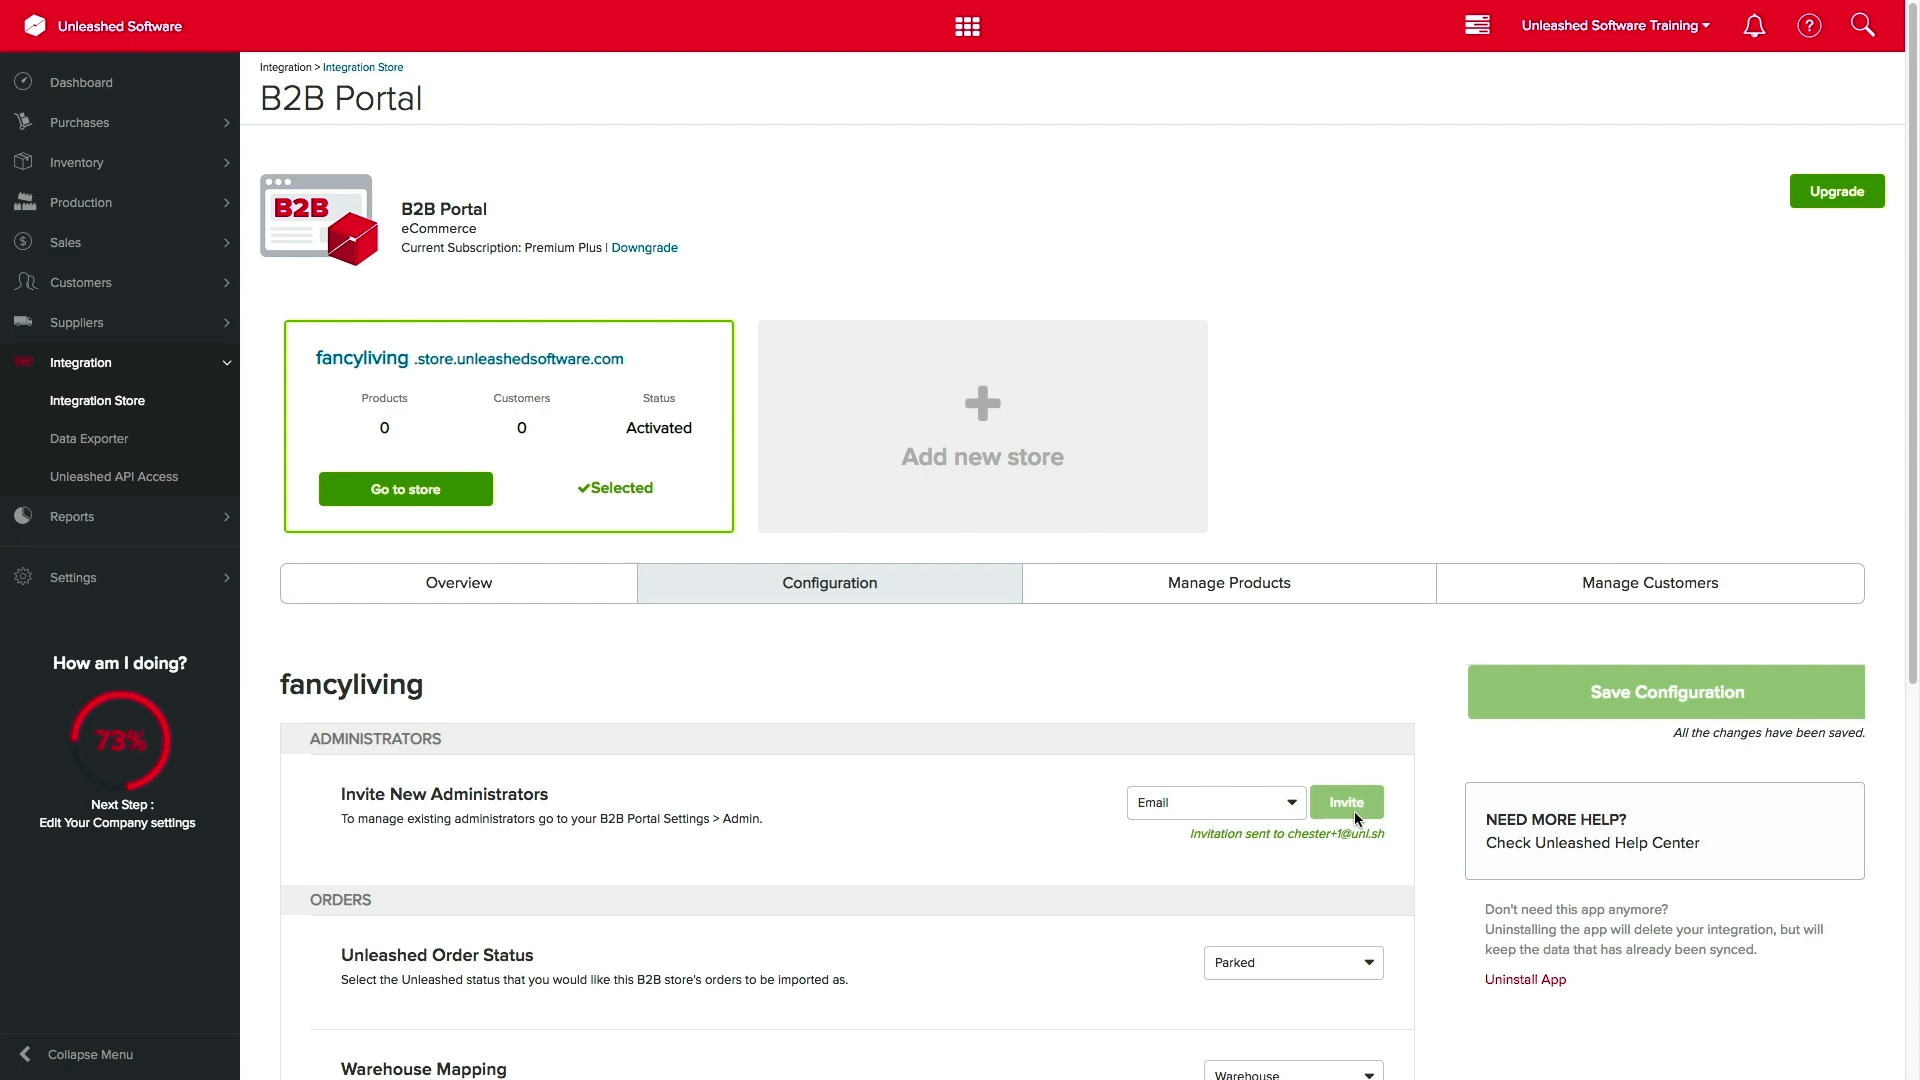 Unleashed Software
Unleashed Software Training
?
Dashboard
Purchases
Inventory
Production
Sales
Customers
Suppliers
Integration
Integration Store
Data Exporter
Unleashed API Access
Reports
Settings
How am I doing?
73%
Next Step :
Edit Your Company settings
Collapse Menu
Integration > Integration Store
B2B Portal
B2B
B2B Portal
eCommerce
Current Subscription: Premium Plus | Downgrade
Upgrade
fancyliving .store.unleashedsoftware.com
Products Customers Status
0 0 Activated
Go to store Selected
Add new store
Overview Configuration Manage Products Manage Customers
fancyliving
ADMINISTRATORS
Invite New Administrators
To manage existing administrators go to your B2B Portal Settings > Admin.
Email Invite
Invitation sent to chester+1@unl.sh
ORDERS
Unleashed Order Status
Select the Unleashed status that you would like this B2B store's orders to be imported as.
Parked
Warehouse Mapping
Warehouse
Save Configuration
All the changes have been saved.
NEED MORE HELP?
Check Unleashed Help Center
Don't need this app anymore?
Uninstalling the app will delete your integration, but will
keep the data that has already been synced.
Uninstall App